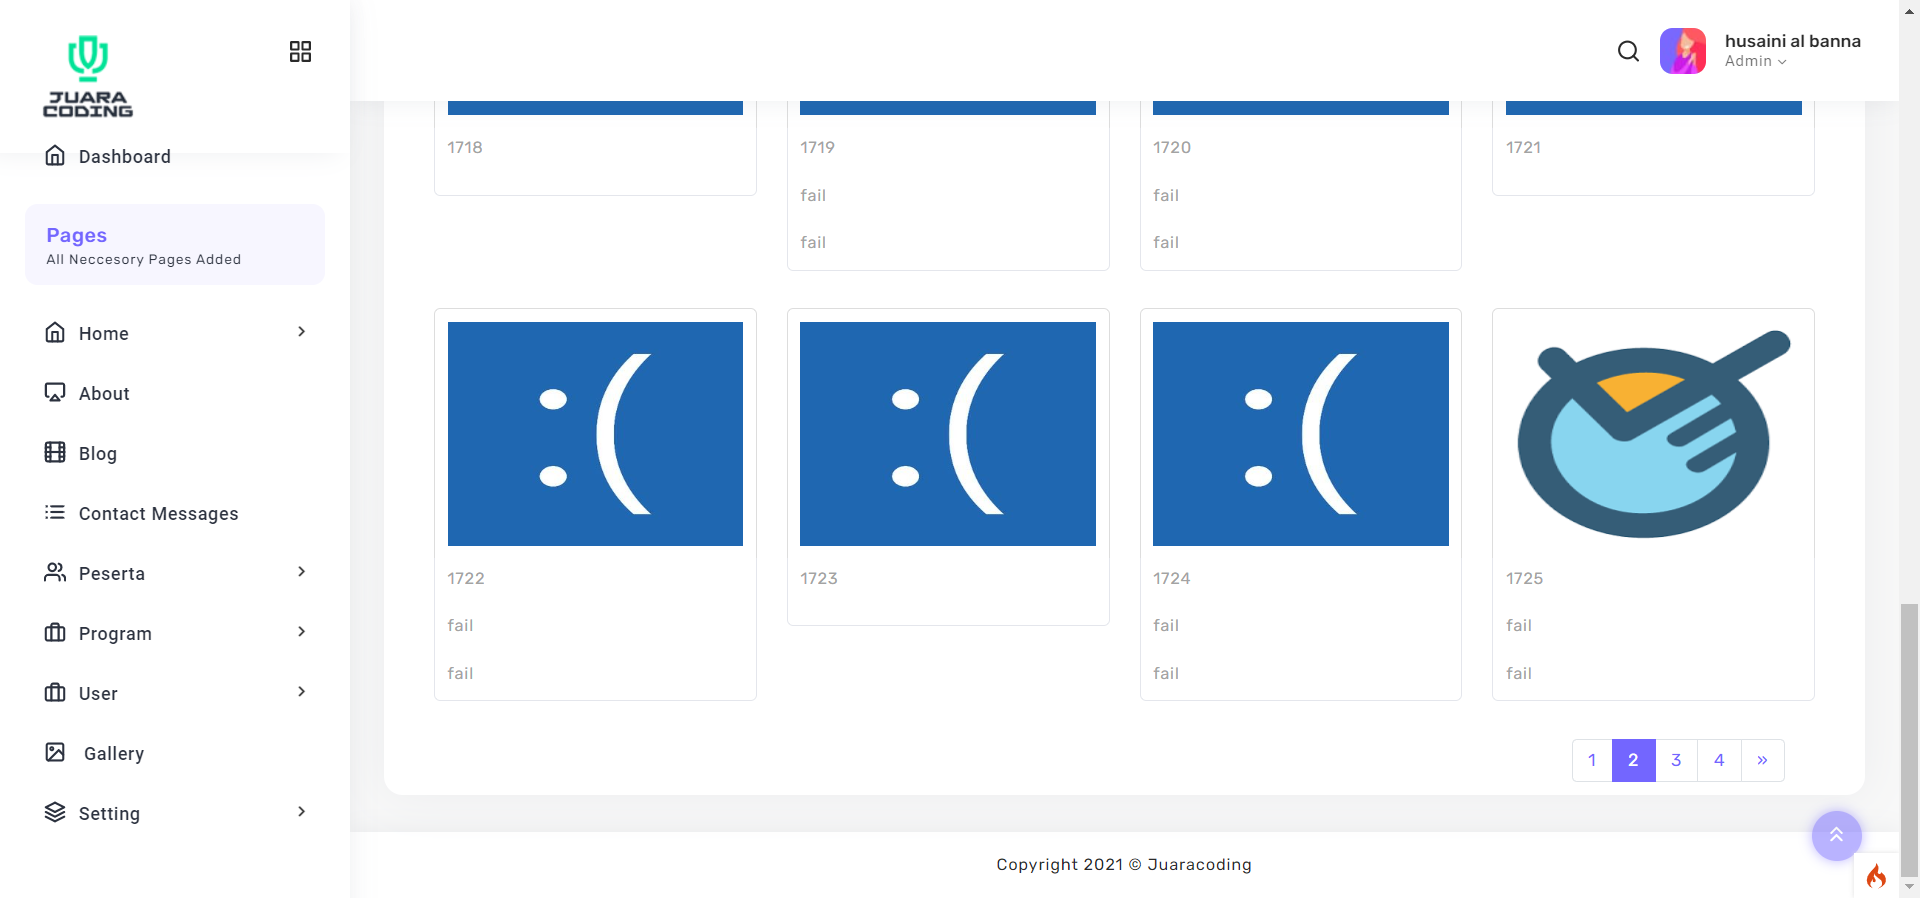 JUARA
CODING
husaini al banna
Admin
Dashboard
Pages
All Neccesory Pages Added
Home
About
Blog
Contact Messages
Peserta
Program
User
Gallery
Setting
1718
1719
fail
fail
1720
fail
fail
1721
:(
1722
fail
fail
:(
1723
:(
1724
fail
fail
1725
fail
fail
1 2 3 4 »
Copyright 2021 © Juaracoding